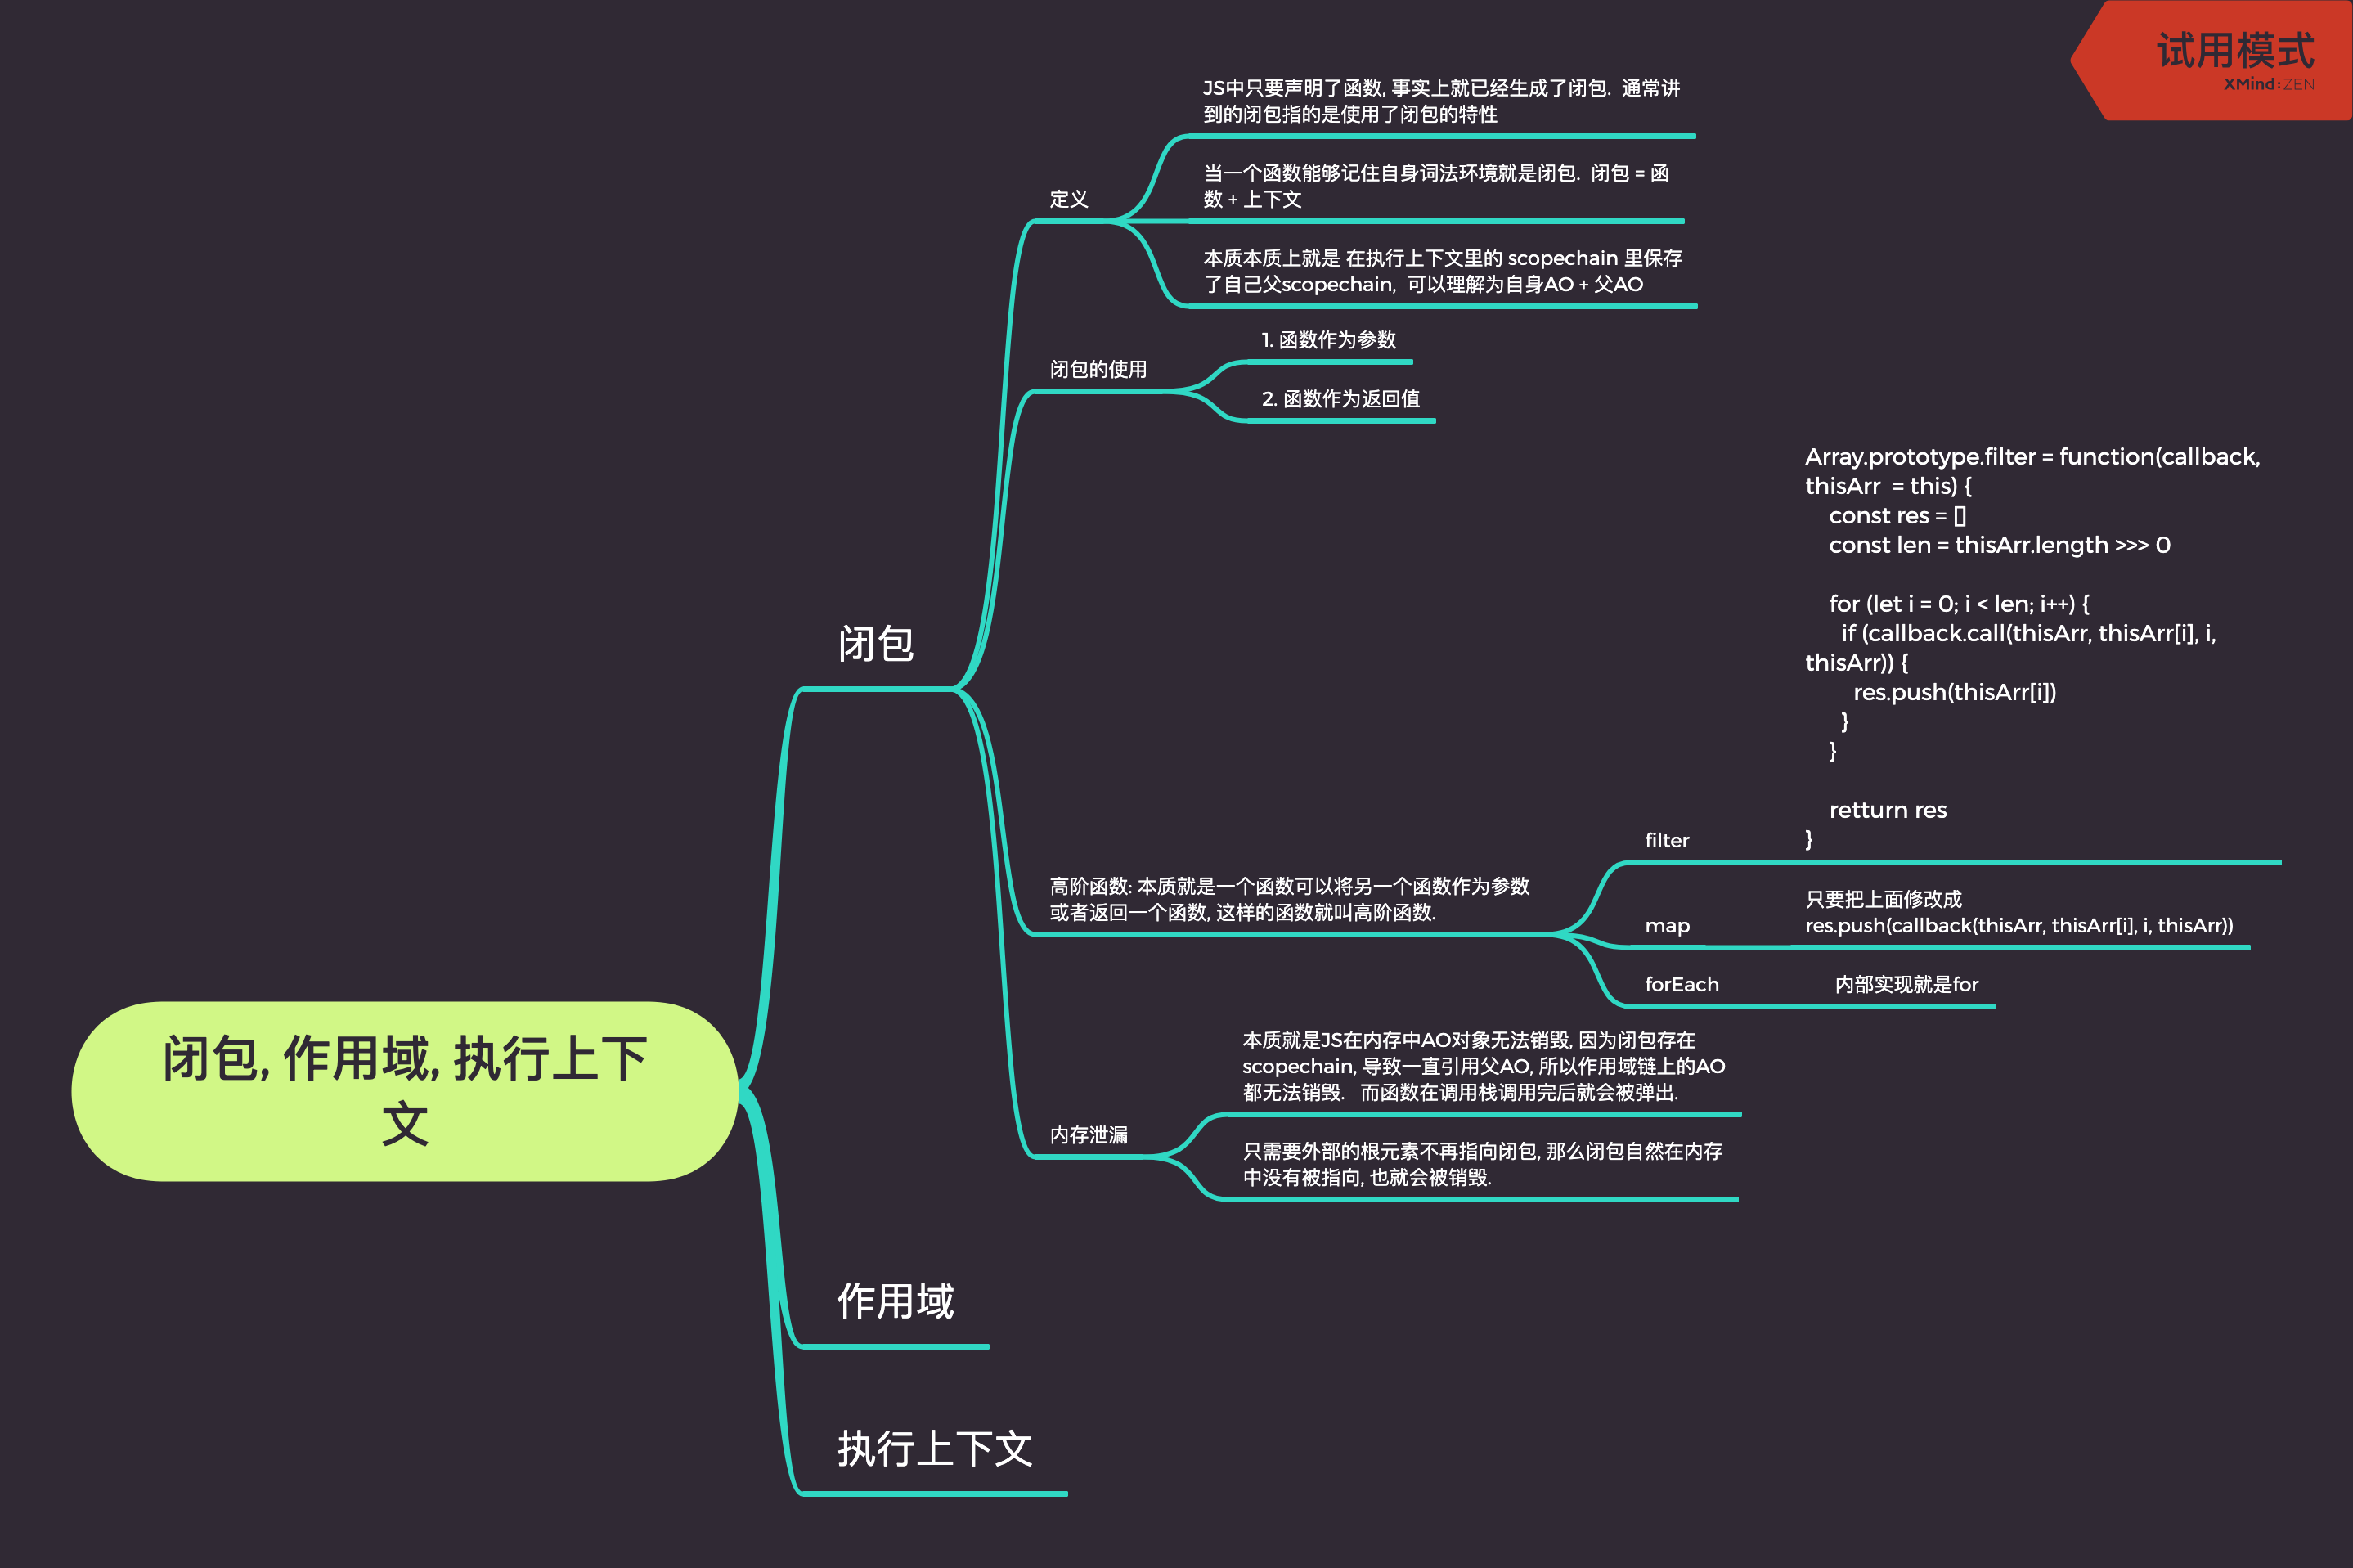 试用模式
XMind:ZEN
JS中只要声明了函数, 事实上就已经生成了闭包.  通常讲
到的闭包指的是使用了闭包的特性
定义
当一个函数能够记住自身词法环境就是闭包.  闭包 = 函
数 + 上下文
本质本质上就是 在执行上下文里的 scopechain 里保存
了自己父scopechain,  可以理解为自身AO + 父AO
闭包的使用
1. 函数作为参数
2. 函数作为返回值
闭包
高阶函数: 本质就是一个函数可以将另一个函数作为参数
或者返回一个函数, 这样的函数就叫高阶函数.
filter
Array.prototype.filter = function(callback,
thisArr  = this) {
    const res = []
    const len = thisArr.length >>> 0
    for (let i = 0; i < len; i++) {
      if (callback.call(thisArr, thisArr[i], i,
thisArr)) {
        res.push(thisArr[i])
      }
    }
    retturn res
}
map
只要把上面修改成
res.push(callback(thisArr, thisArr[i], i, thisArr))
forEach
内部实现就是for
内存泄漏
本质就是JS在内存中AO对象无法销毁, 因为闭包存在
scopechain, 导致一直引用父AO, 所以作用域链上的AO
都无法销毁.   而函数在调用栈调用完后就会被弹出.
只需要外部的根元素不再指向闭包, 那么闭包自然在内存
中没有被指向, 也就会被销毁.
闭包, 作用域, 执行上下
文
作用域
执行上下文